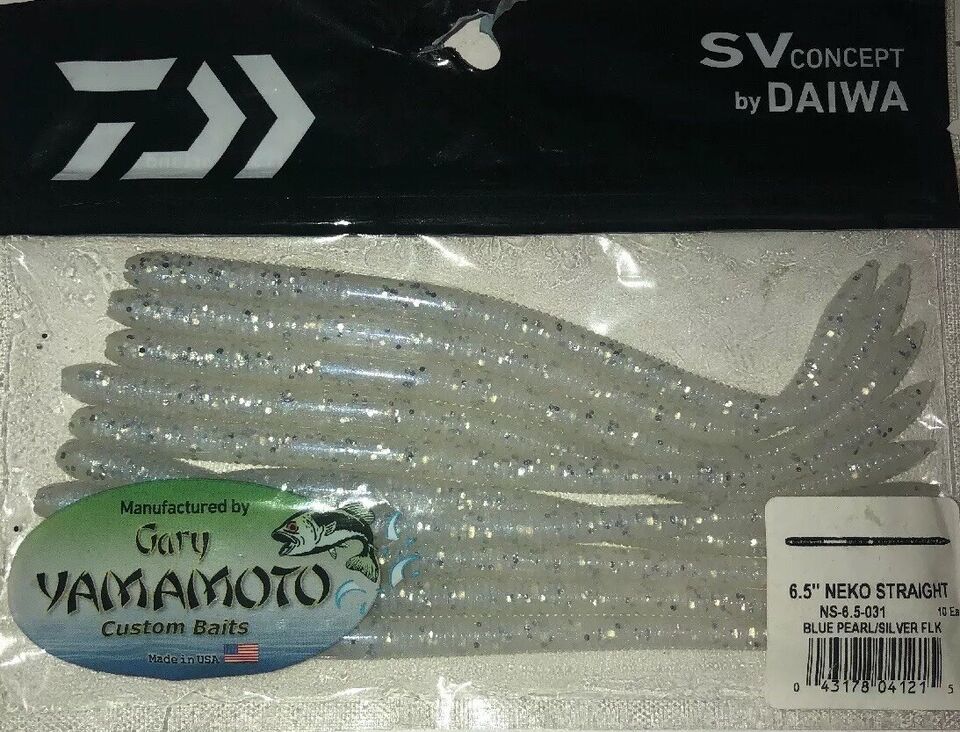 SV CONCEPT
by DAIWA
Manufactured by
Gary
YAMAMOTO
Custom Baits
Made in USA
6.5" NEKO STRAIGHT
NS-6.5-031 10 Ea
BLUE PEARL/SILVER FLK
0 43178 04121 5